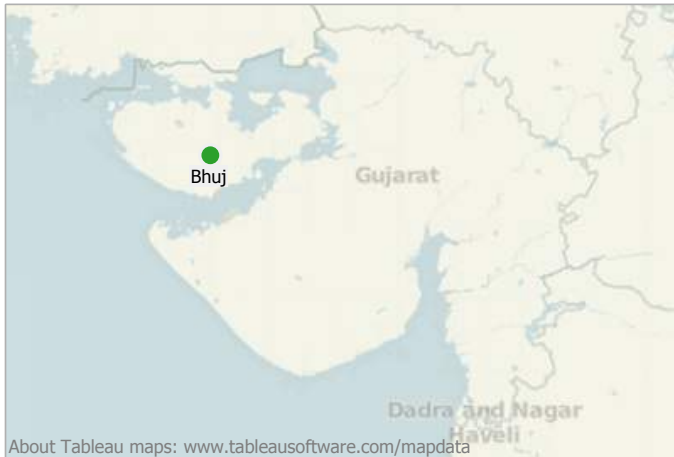 Bhuj
Gujarat
Dadra and Nagar
Haveli
About Tableau maps: www.tableausoftware.com/mapdata